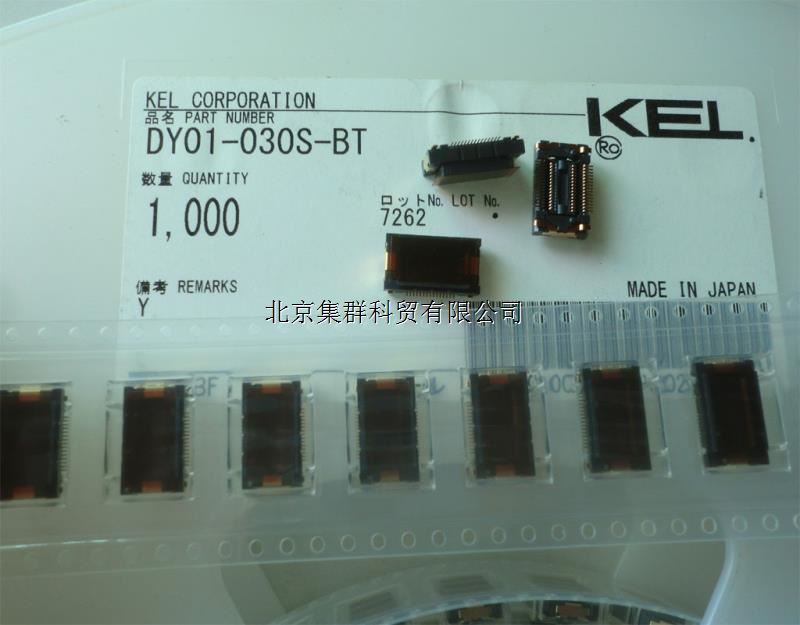 KEL CORPORATION
KEL.
品名 PART NUMBER
DY01-030S-BT
Ro
数量 QUANTITY
1,000
ロットNo. LOT No.
7262
備考 REMARKS
Y
MADE IN JAPAN
北京集群科贸有限公司